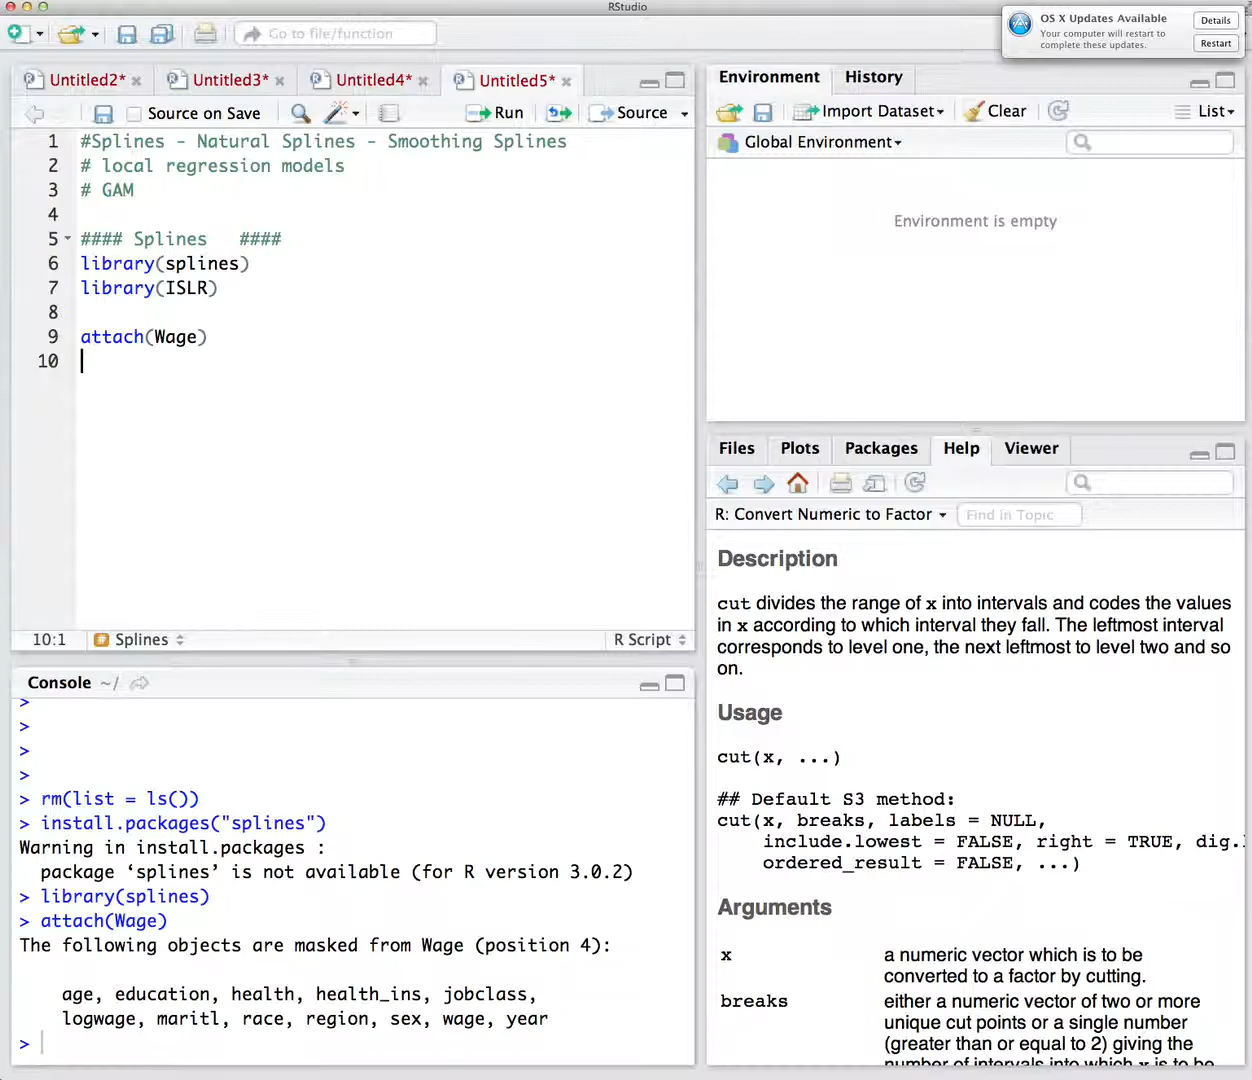 RStudio
Go to file/function
OS X Updates Available
Your computer will restart to
complete these updates.
Details
Restart
Untitled2*
Untitled3*
Untitled4*
Untitled5*
Source on Save
Run
Source
1 #Splines - Natural Splines - Smoothing Splines
2 # local regression models
3 # GAM
4
5 #### Splines   ####
6 library(splines)
7 library(ISLR)
8
9 attach(Wage)
10
10:1
Splines
R Script
Console ~/
>
>
>
>
> rm(list = ls())
> install.packages("splines")
Warning in install.packages :
package ‘splines’ is not available (for R version 3.0.2)
> library(splines)
> attach(Wage)
The following objects are masked from Wage (position 4):
age, education, health, health_ins, jobclass,
logwage, maritl, race, region, sex, wage, year
>
Environment
History
Import Dataset
Clear
List
Global Environment
Environment is empty
Files
Plots
Packages
Help
Viewer
R: Convert Numeric to Factor
Find in Topic
Description
cut divides the range of x into intervals and codes the values
in x according to which interval they fall. The leftmost interval
corresponds to level one, the next leftmost to level two and so
on.
Usage
cut(x, ...)
## Default S3 method:
cut(x, breaks, labels = NULL,
include.lowest = FALSE, right = TRUE, dig.
ordered_result = FALSE, ...)
Arguments
x
a numeric vector which is to be
converted to a factor by cutting.
breaks
either a numeric vector of two or more
unique cut points or a single number
(greater than or equal to 2) giving the
number of intervals into which x is to be